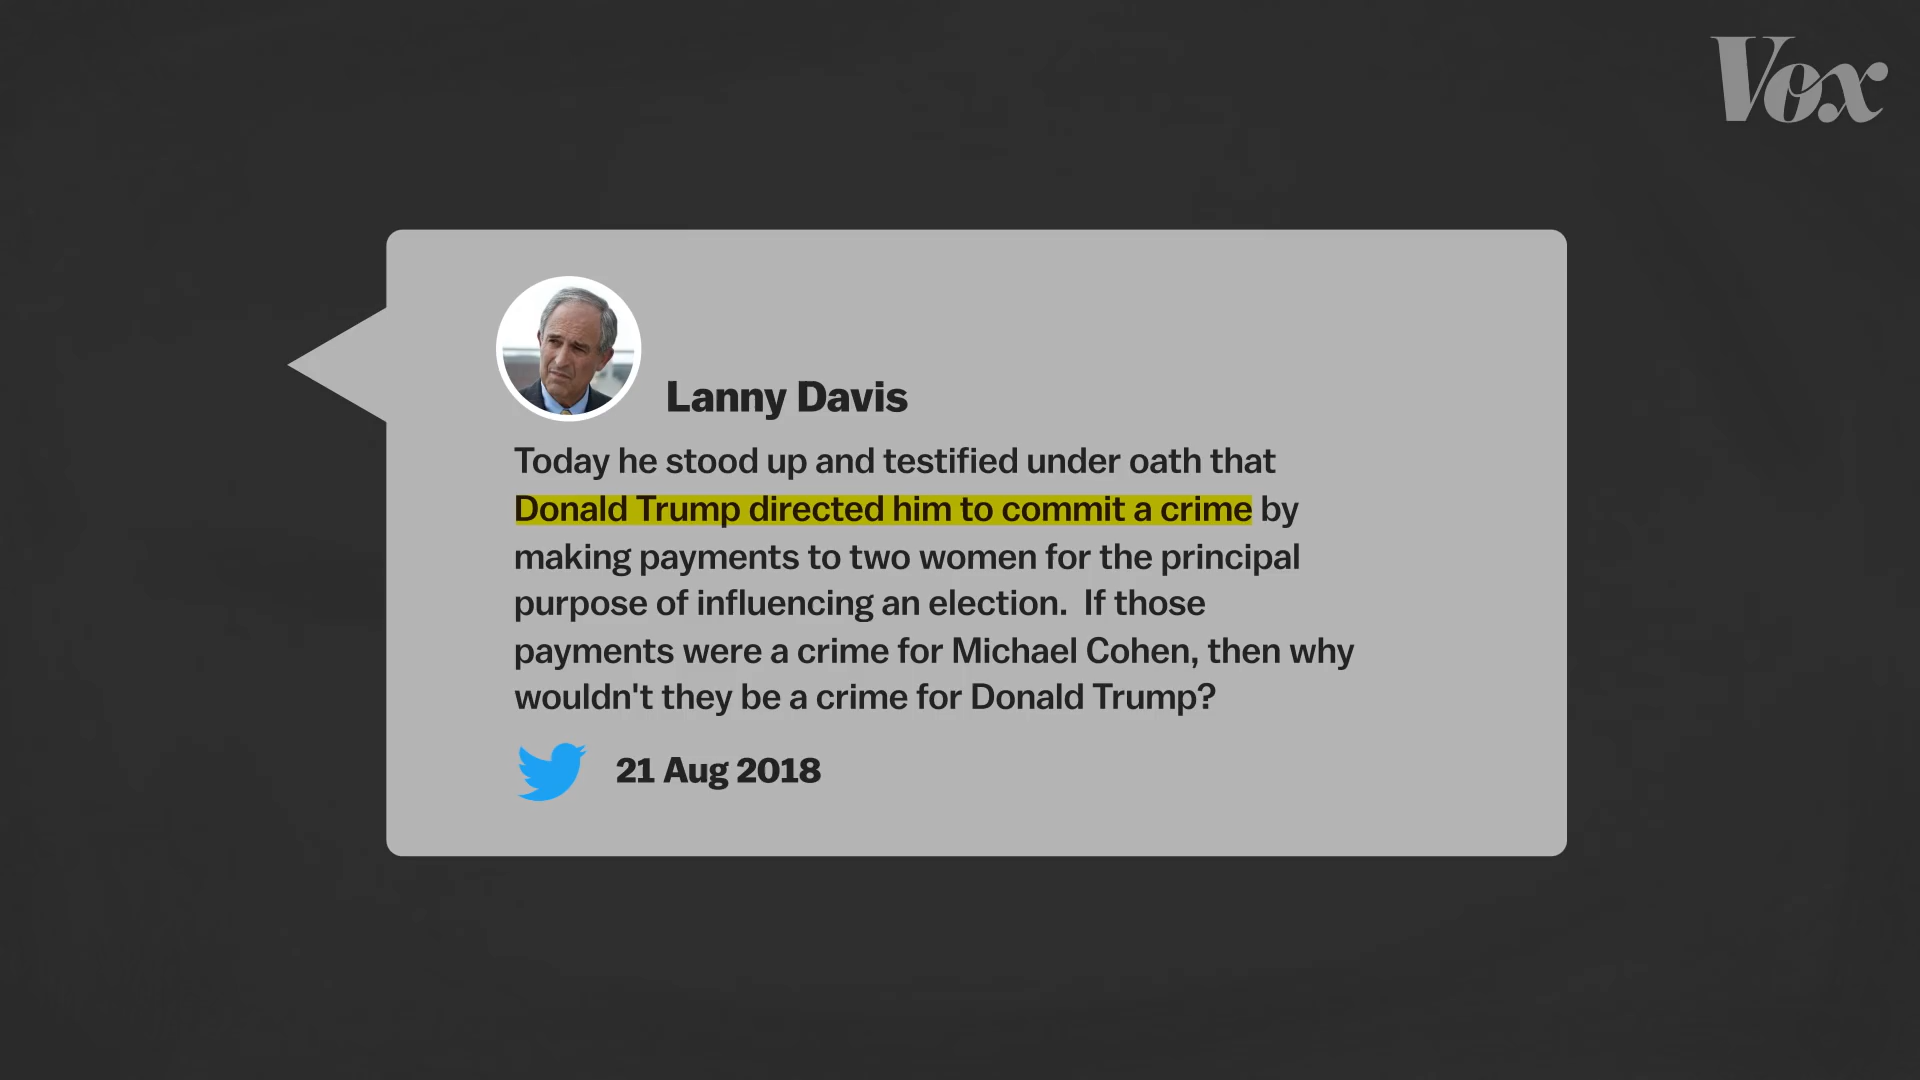 Vox
Lanny Davis
Today he stood up and testified under oath that
Donald Trump directed him to commit a crime by
making payments to two women for the principal
purpose of influencing an election.  If those
payments were a crime for Michael Cohen, then why
wouldn't they be a crime for Donald Trump?
21 Aug 2018